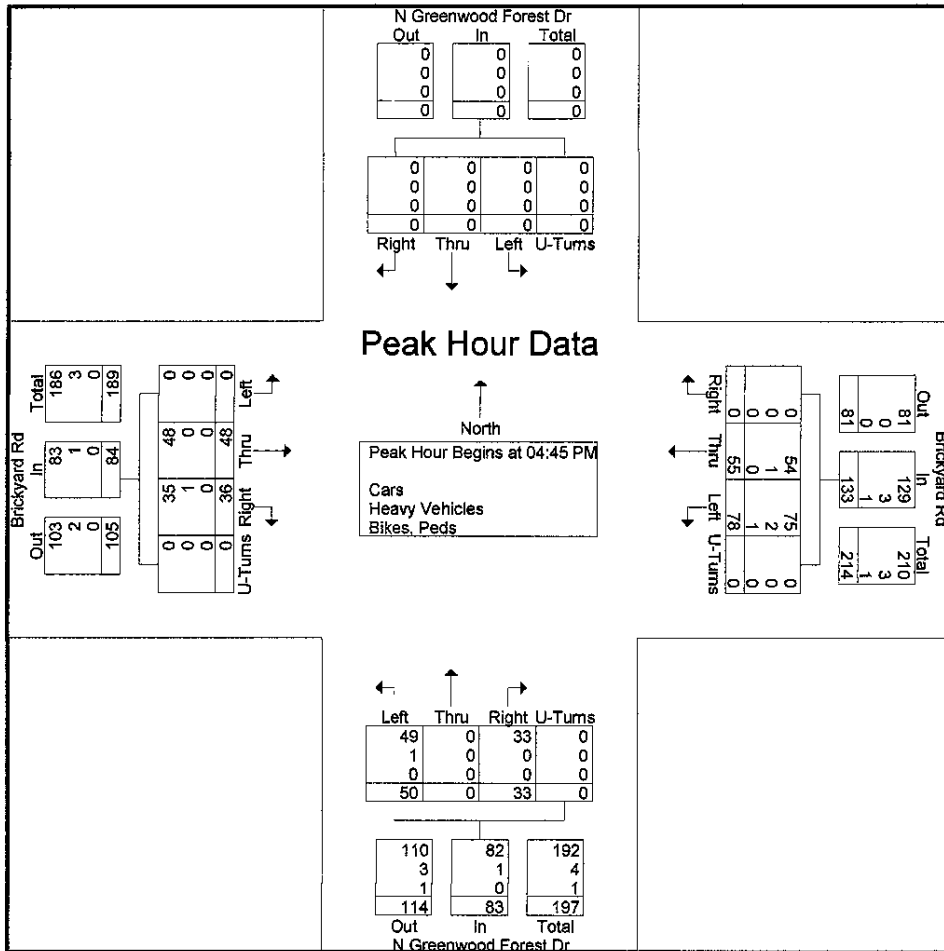 N Greenwood Forest Dr
Out In Total
0 0 0
0 0 0
0 0 0
0 0 0
0 0 0 0
0 0 0 0
0 0 0 0
0 0 0 0
Right Thru Left U-Turns
Peak Hour Data
North
Peak Hour Begins at 04:45 PM
Cars
Heavy Vehicles
Bikes, Peds
Brickyard Rd
Out In Total
103 83 186
2 1 3
0 0 0
105 84 189
U-Turns Right Thru Left
0 35 48 0
0 1 0 0
0 0 0 0
0 36 48 0
Brickyard Rd
Out In Total
81 129 210
0 3 3
0 1 1
81 133 214
Right Thru Left U-Turns
0 54 75 0
0 1 2 0
0 0 1 0
0 55 78 0
Left Thru Right U-Turns
49 0 33 0
1 0 0 0
0 0 0 0
50 0 33 0
110 82 192
3 1 4
1 0 1
114 83 197
Out In Total
N Greenwood Forest Dr